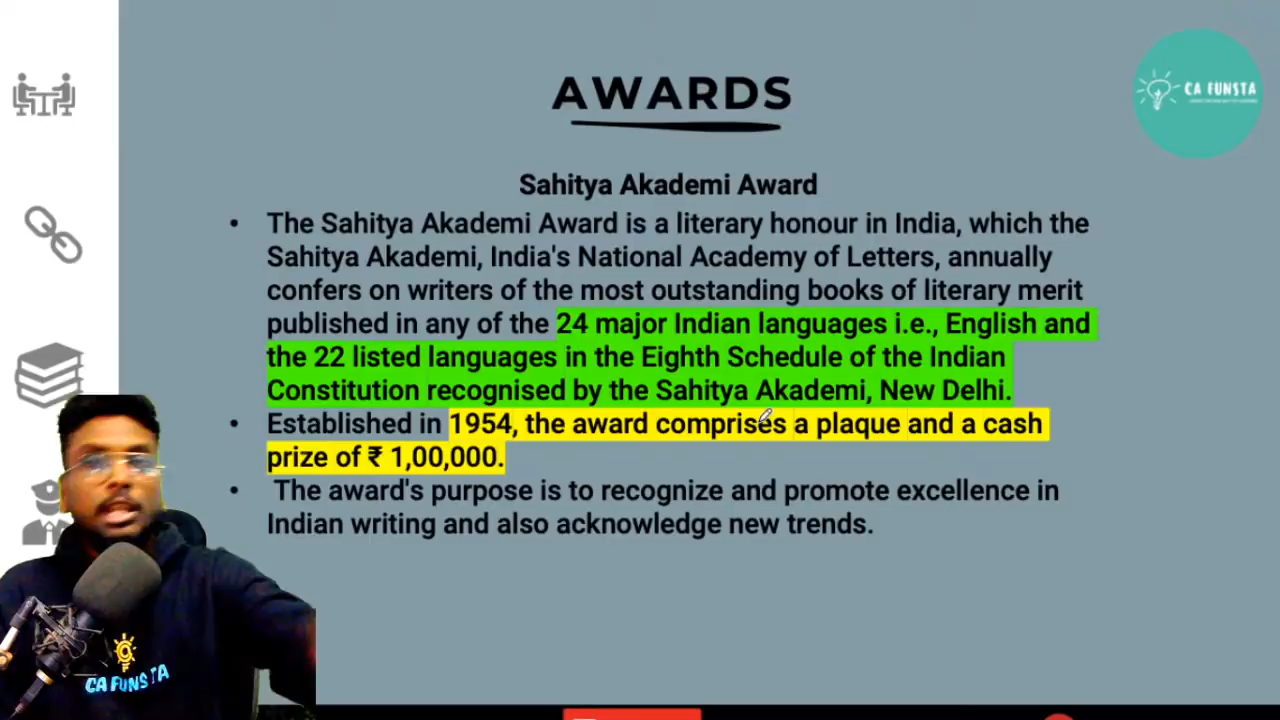 AWARDS
CA FUNSTA
Sahitya Akademi Award
• The Sahitya Akademi Award is a literary honour in India, which the
Sahitya Akademi, India's National Academy of Letters, annually
confers on writers of the most outstanding books of literary merit
published in any of the 24 major Indian languages i.e., English and
the 22 listed languages in the Eighth Schedule of the Indian
Constitution recognised by the Sahitya Akademi, New Delhi.
• Established in 1954, the award comprises a plaque and a cash
prize of ₹ 1,00,000.
• The award's purpose is to recognize and promote excellence in
Indian writing and also acknowledge new trends.
CA FUNSTA